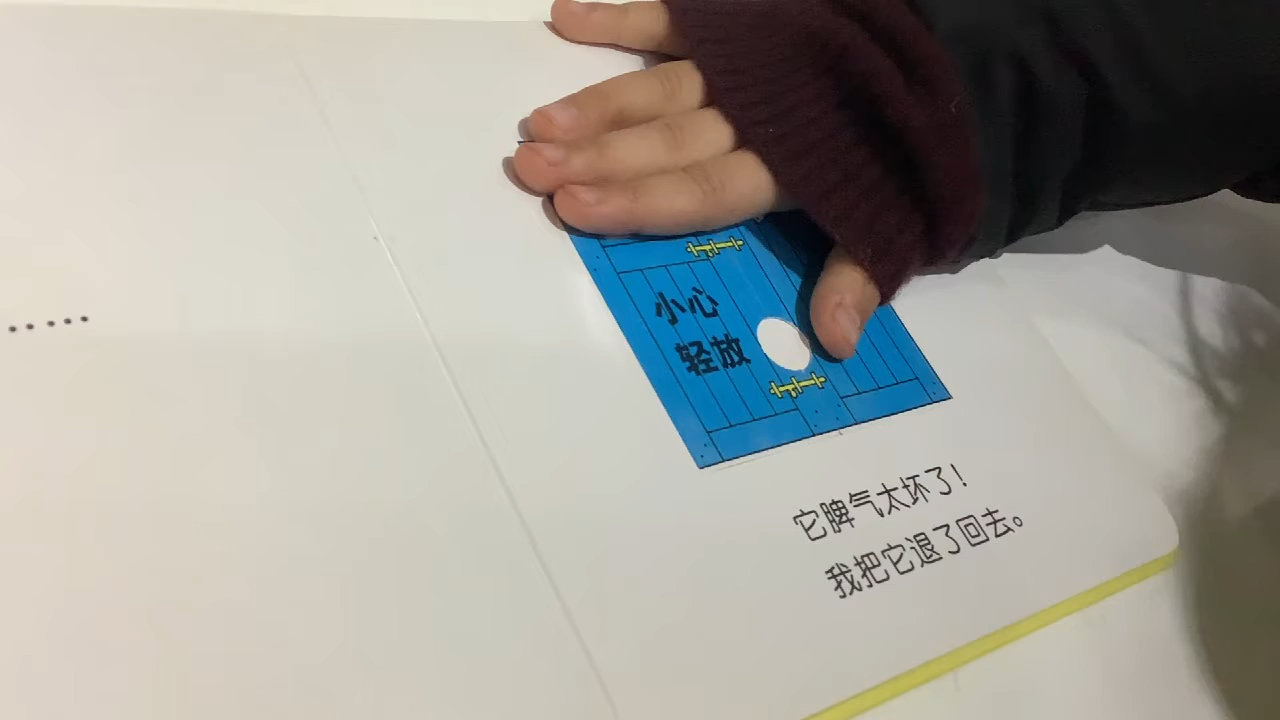 .....
小心
轻放
它脾气太坏了！
我把它退了回去。